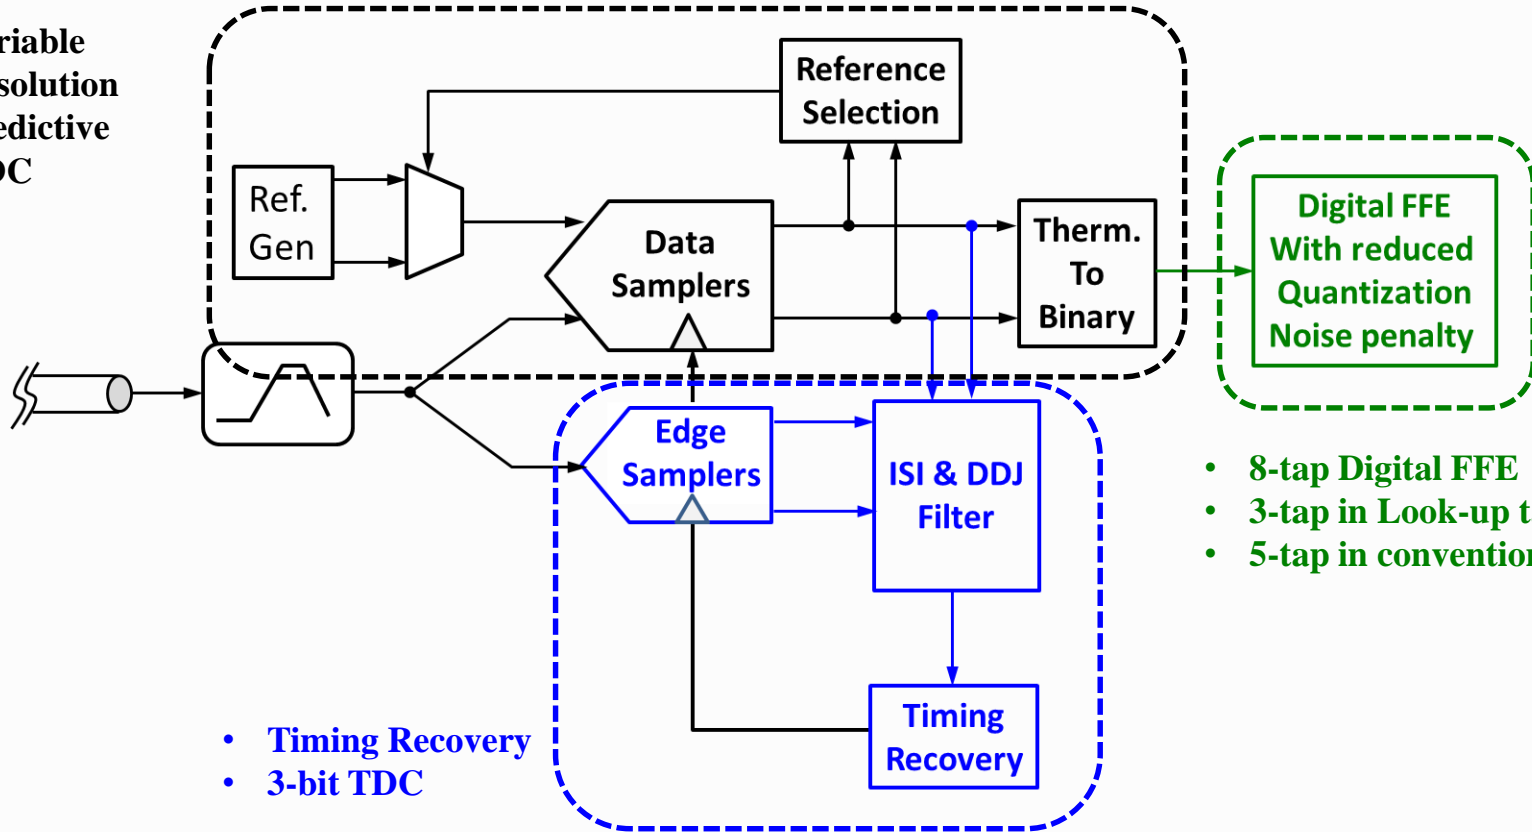 riable
solution
edictive
DC
Reference
Selection
Ref.
Gen
Data
Samplers
Therm.
To
Binary
Digital FFE
With reduced
Quantization
Noise penalty
Edge
Samplers
ISI & DDJ
Filter
• 8-tap Digital FFE
• 3-tap in Look-up t
• 5-tap in convention
Timing
Recovery
• Timing Recovery
• 3-bit TDC